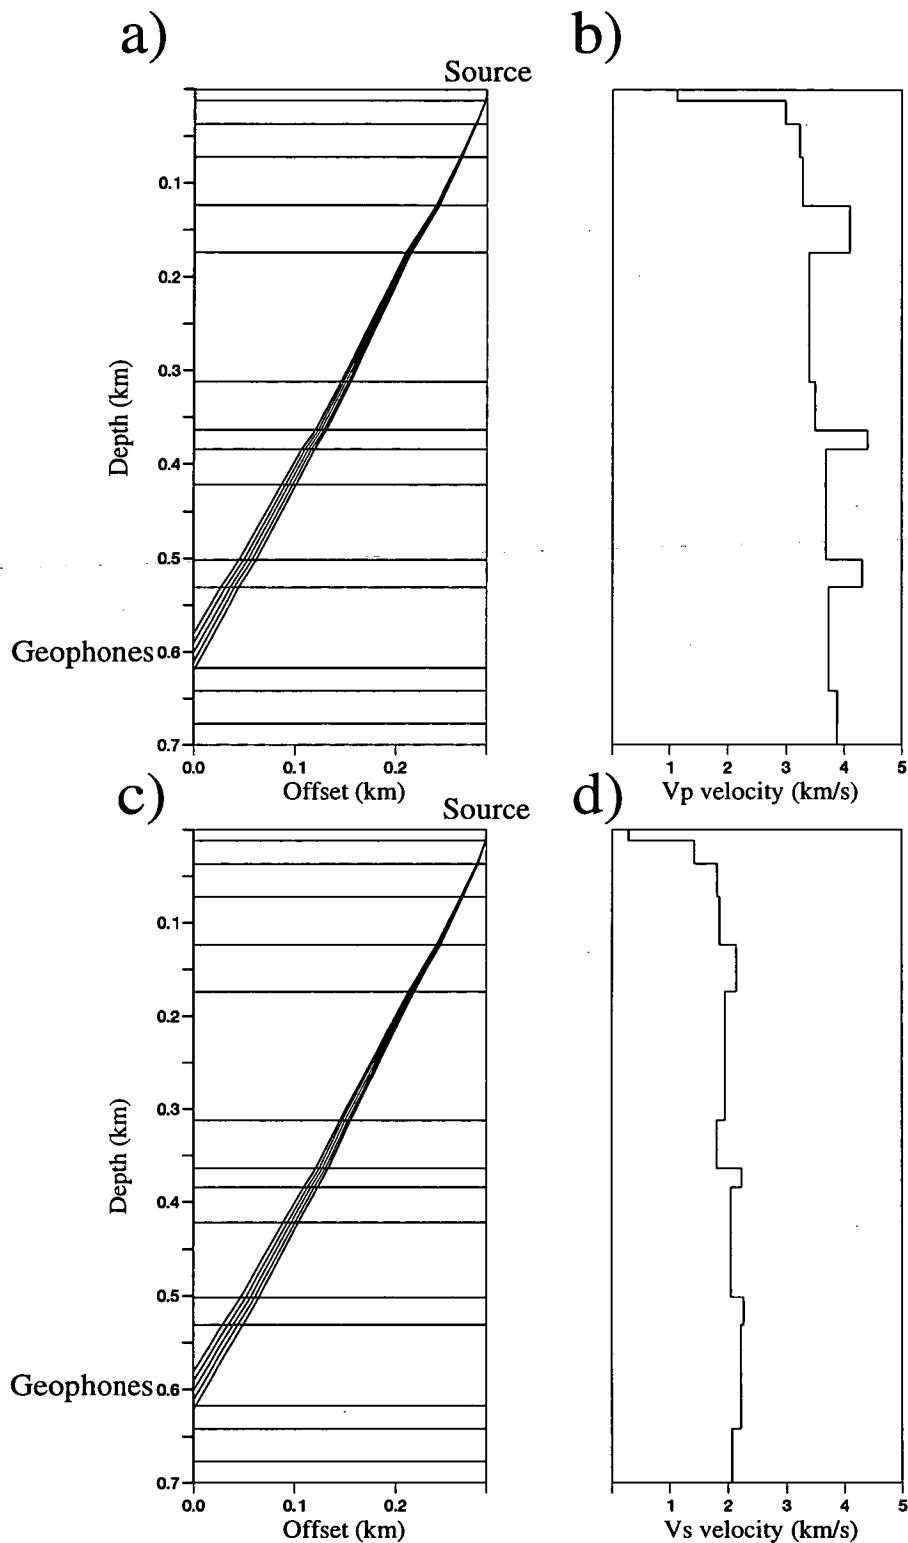 a)
b)
Source
0.1
0.2
0.3
0.4
0.5
0.6
0.7
Depth (km)
Geophones
0.0 0.1 0.2
Offset (km)
1 2 3 4 5
Vp velocity (km/s)
c)
d)
Source
0.1
0.2
0.3
0.4
0.5
0.6
0.7
Depth (km)
Geophones
0.0 0.1 0.2
Offset (km)
1 2 3 4 5
Vs velocity (km/s)